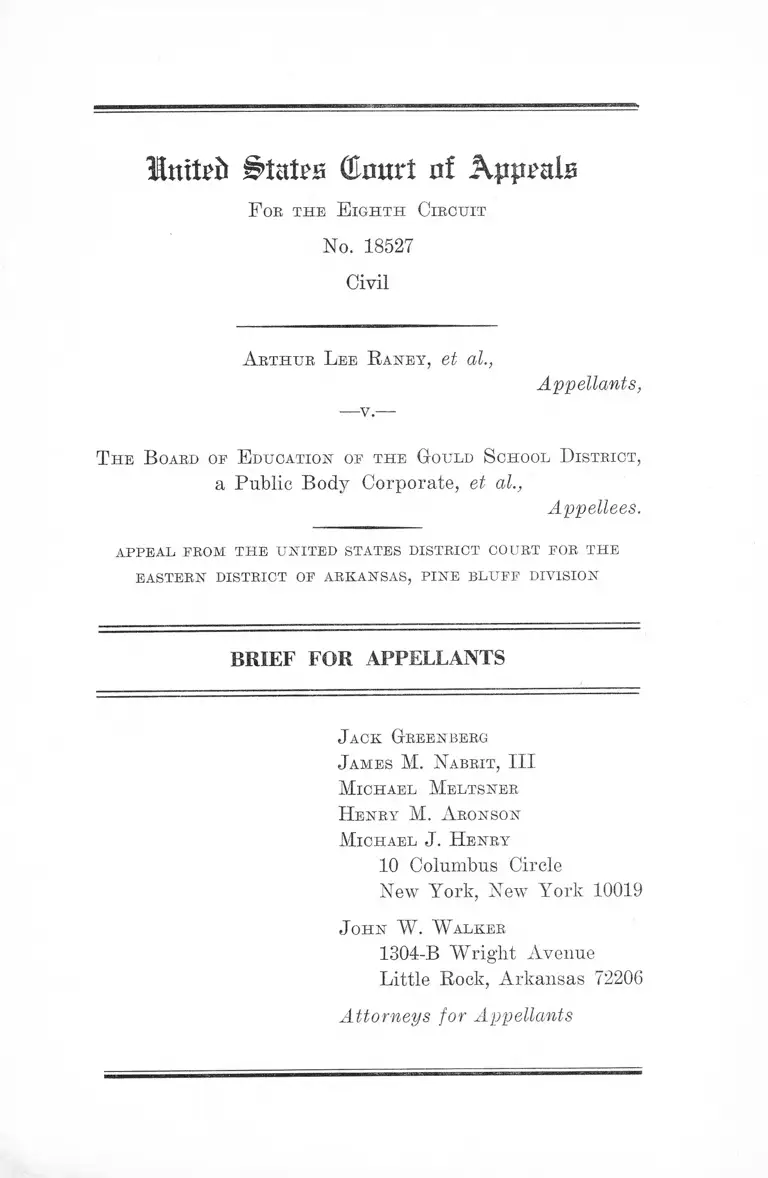 United States Court of Appeals
For the Eighth Circuit
No. 18527
Civil
Arthur Lee Raney, et al.,
Appellants,
—v.—
The Board of Education of the Gould School District,
a Public Body Corporate, et al.,
Appellees.
APPEAL FROM THE UNITED STATES DISTRICT COURT FOR THE
EASTERN DISTRICT OF ARKANSAS, PINE BLUFF DIVISION
BRIEF FOR APPELLANTS
Jack Greenberg
James M. Nabrit, III
Michael Meltsner
Henry M. Aronson
Michael J. Henry
10 Columbus Circle
New York, New York 10019
John W. Walker
1304-B Wright Avenue
Little Rock, Arkansas 72206
Attorneys for Appellants